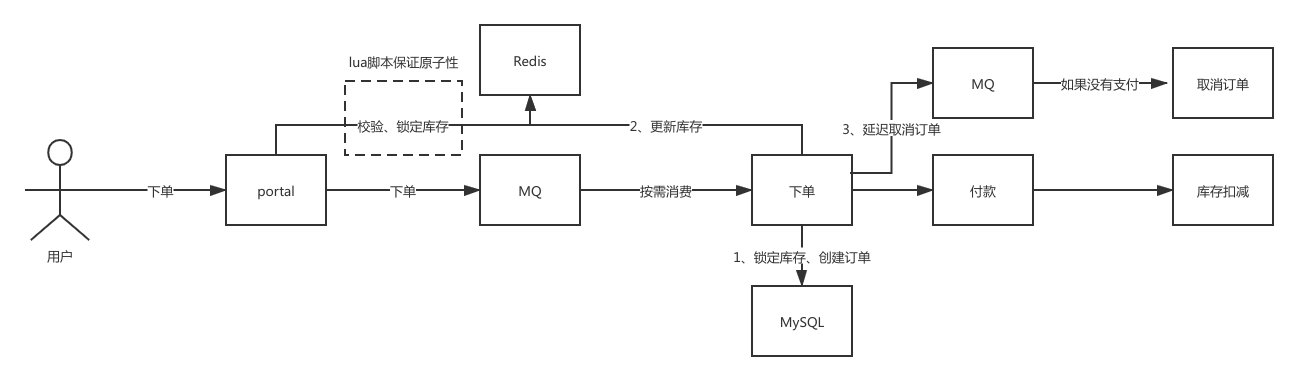 lua脚本保证原子性
Redis
MQ
如果没有支付
取消订单
校验、锁定库存
2、更新库存
3、延迟取消订单
下单
portal
下单
MQ
按需消费
下单
付款
库存扣减
用户
1、锁定库存、创建订单
MySQL